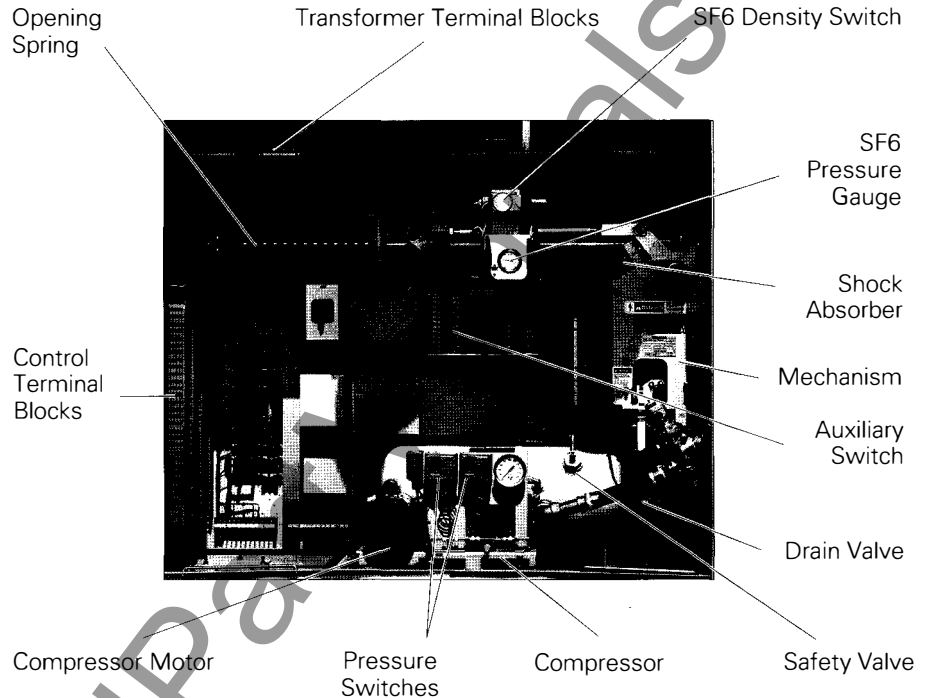 Opening
Spring
Transformer Terminal Blocks
SF6 Density Switch
SF6
Pressure
Gauge
Shock
Absorber
Control
Terminal
Blocks
Mechanism
Auxiliary
Switch
Drain Valve
Compressor Motor
Pressure
Switches
Compressor
Safety Valve